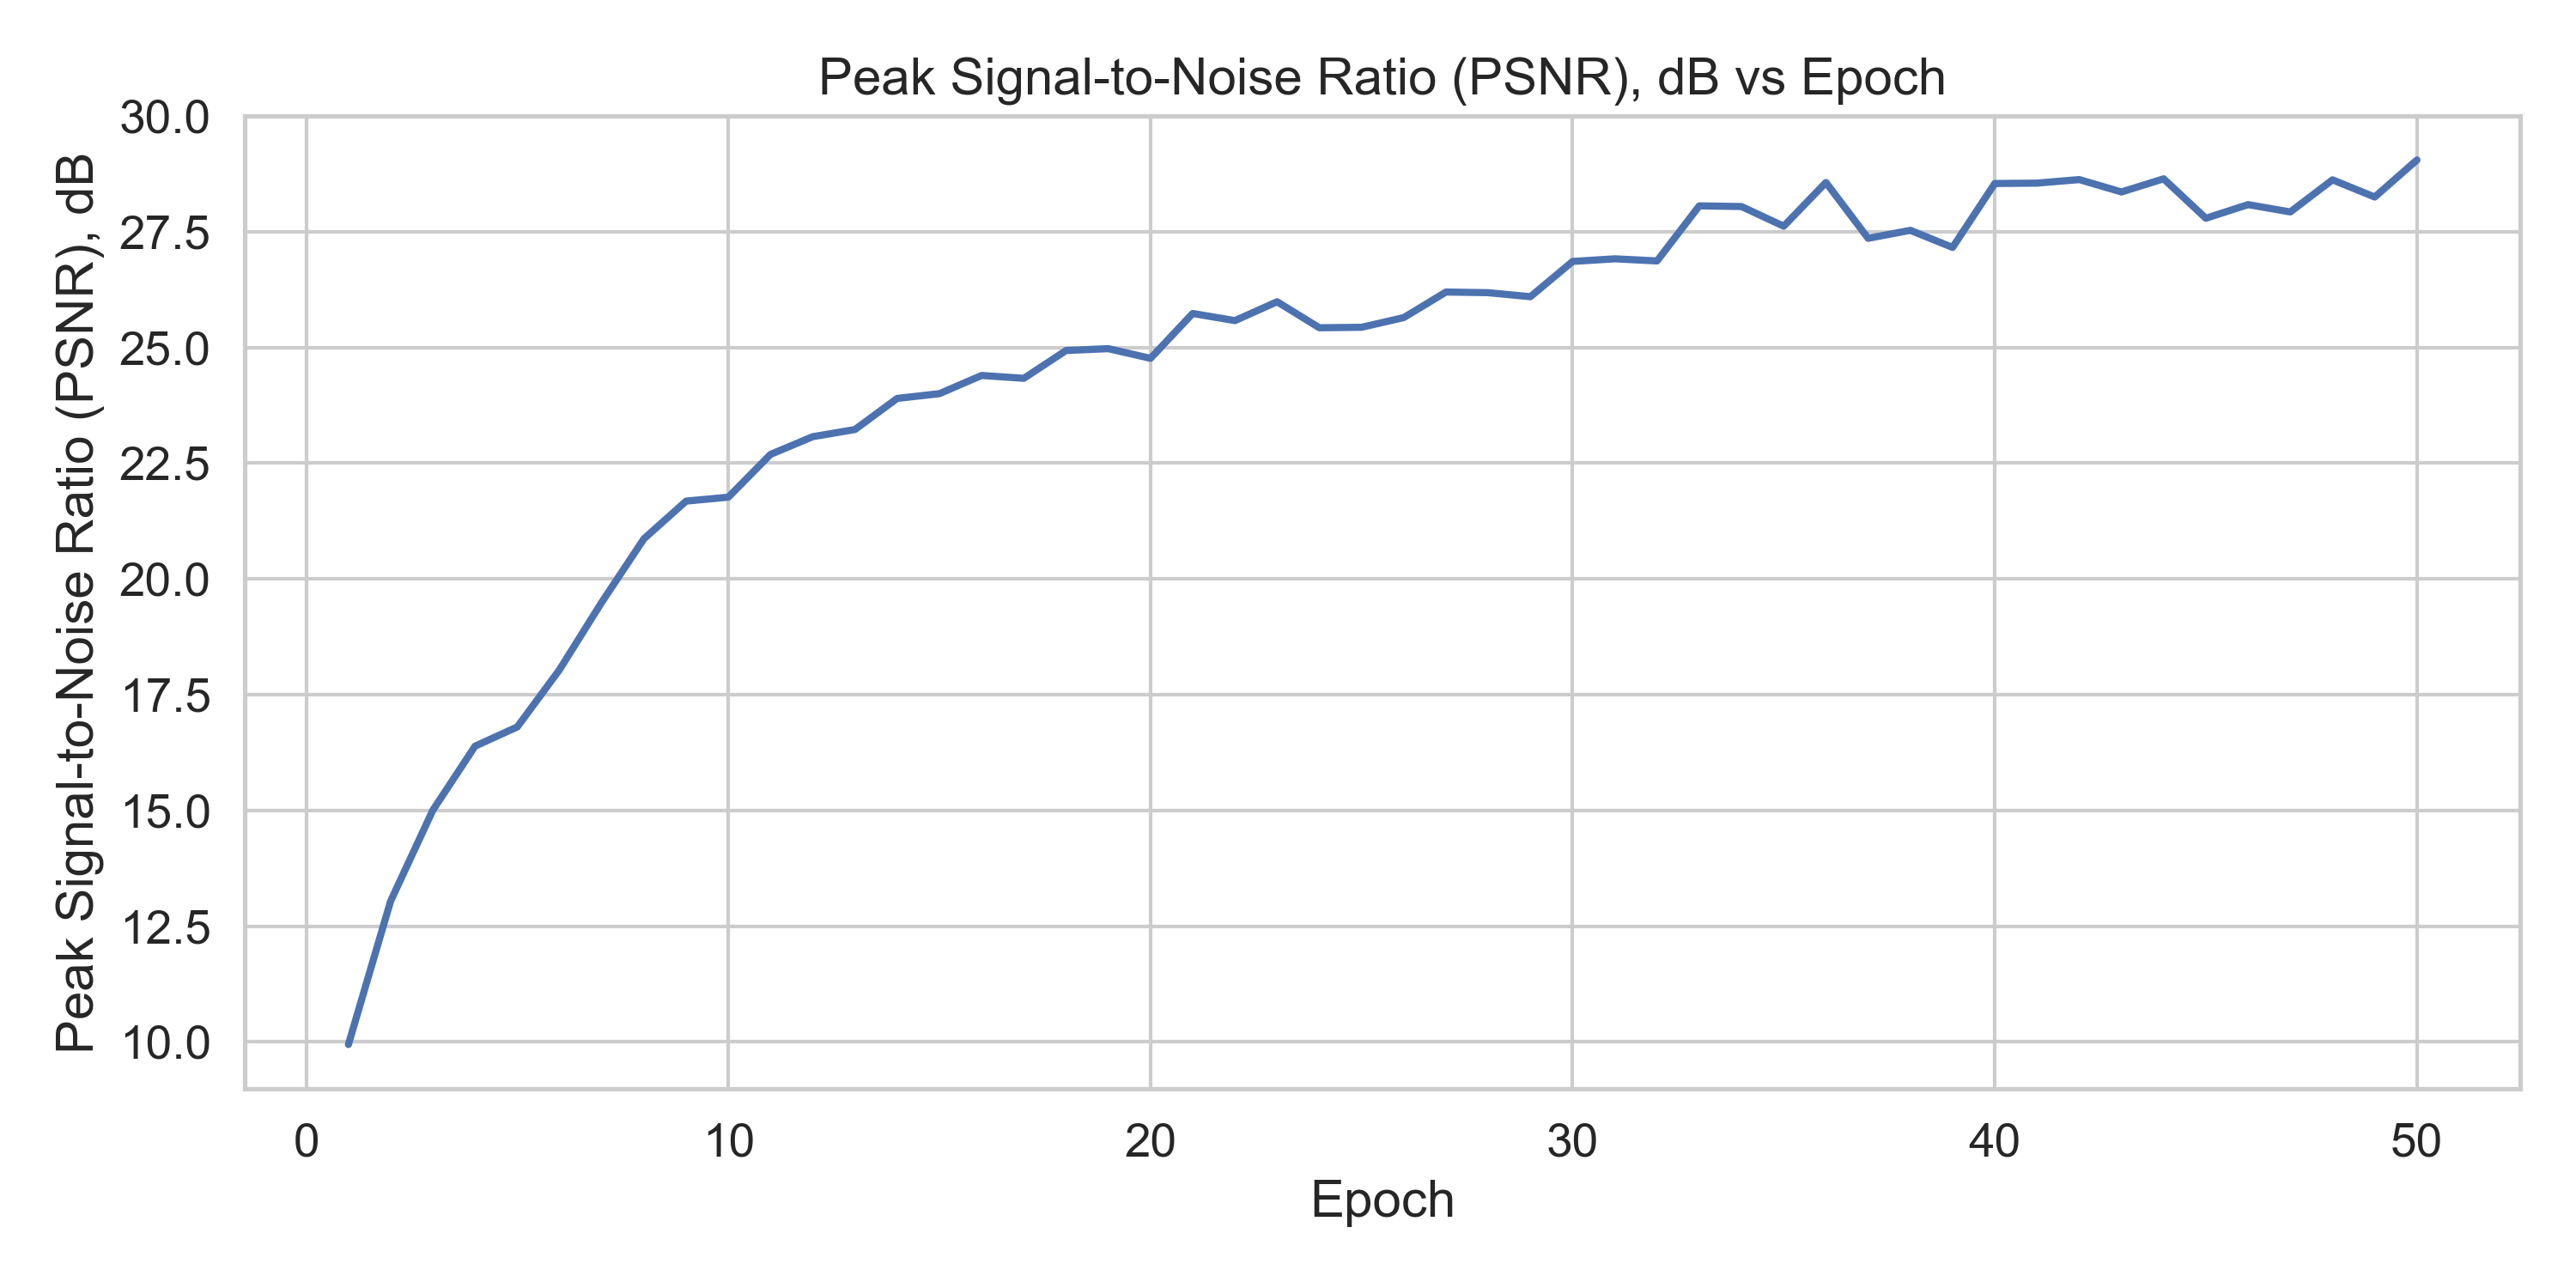 Peak Signal-to-Noise Ratio (PSNR), dB vs Epoch
Peak Signal-to-Noise Ratio (PSNR), dB
30.0
27.5
25.0
22.5
20.0
17.5
15.0
12.5
10.0
0 10 20 30 40 50
Epoch